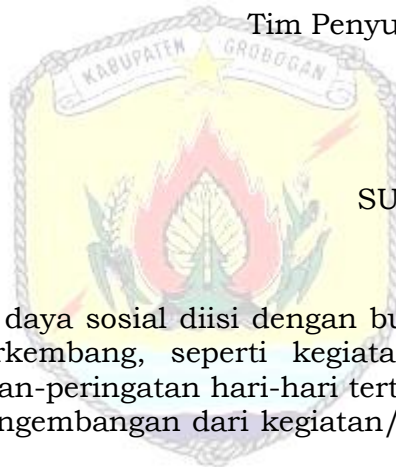 Tim Penyu
KABUPATEN GROBOGAN
SU
daya sosial diisi dengan bu
rkembang, seperti kegiata
an-peringatan hari-hari tert
ngembangan dari kegiatan/